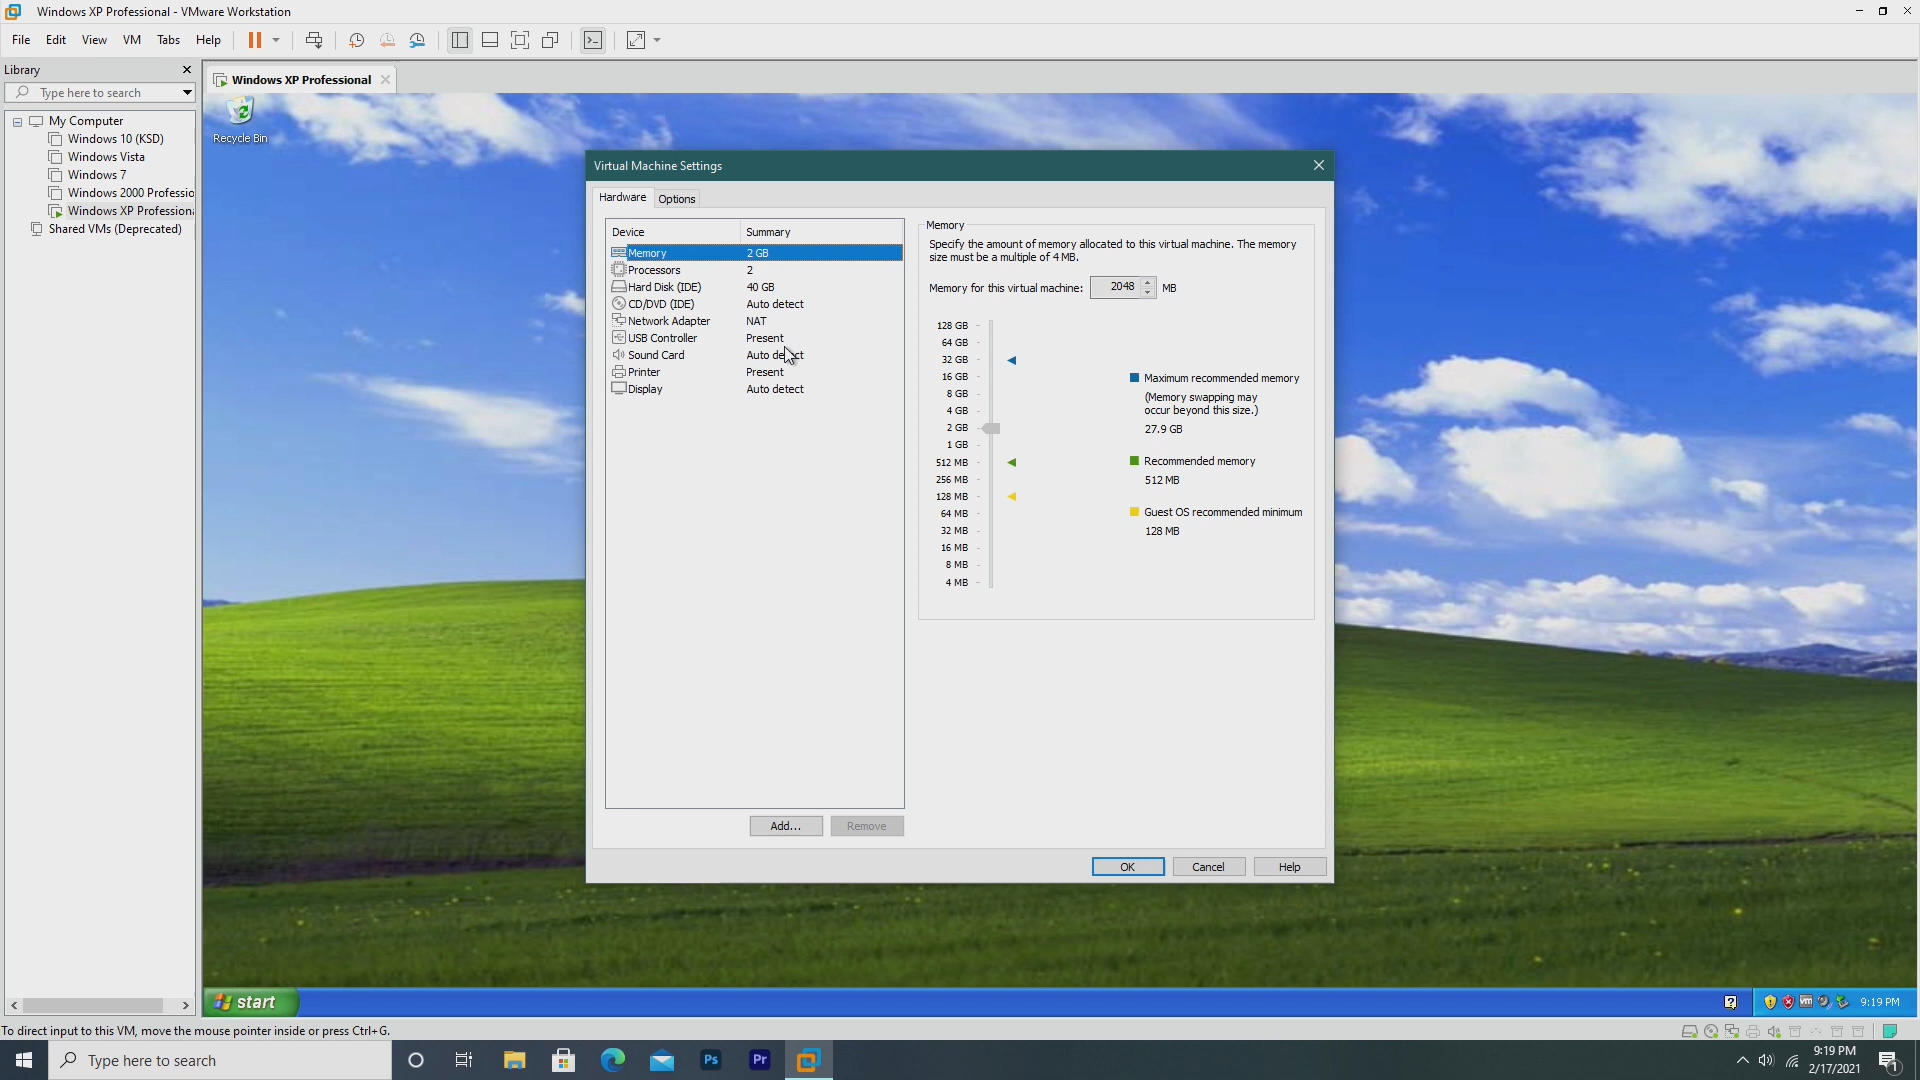 Windows XP Professional - VMware Workstation
File Edit View VM Tabs Help
Library
Type here to search
My Computer
Windows 10 (KSD)
Windows Vista
Windows 7
Windows 2000 Professio
Windows XP Professiona
Shared VMs (Deprecated)
Windows XP Professional
Recycle Bin
Virtual Machine Settings
Hardware Options
Device Summary
Memory 2 GB
Processors 2
Hard Disk (IDE) 40 GB
CD/DVD (IDE) Auto detect
Network Adapter NAT
USB Controller Present
Sound Card Auto detect
Printer Present
Display Auto detect
Add... Remove
Memory
Specify the amount of memory allocated to this virtual machine. The memory
size must be a multiple of 4 MB.
Memory for this virtual machine: 2048 MB
128 GB
64 GB
32 GB
16 GB
8 GB
4 GB
2 GB
1 GB
512 MB
256 MB
128 MB
64 MB
32 MB
16 MB
8 MB
4 MB
Maximum recommended memory
(Memory swapping may
occur beyond this size.)
27.9 GB
Recommended memory
512 MB
Guest OS recommended minimum
128 MB
OK Cancel Help
start
9:19 PM
To direct input to this VM, move the mouse pointer inside or press Ctrl+G.
Type here to search
Ps
Pr
9:19 PM
2/17/2021
1